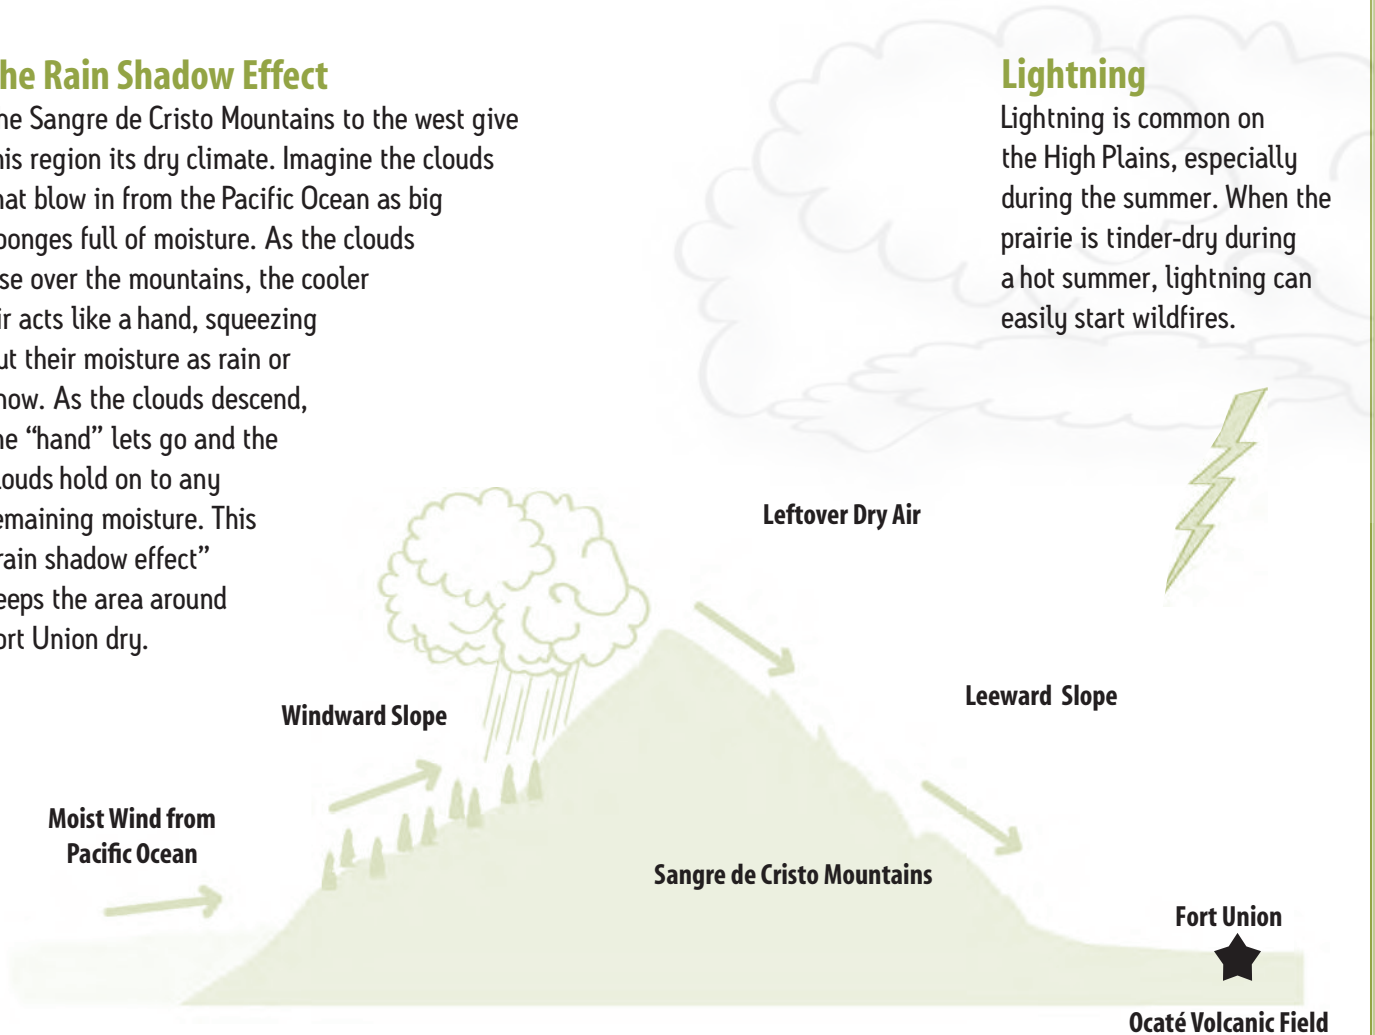 he Rain Shadow Effect
he Sangre de Cristo Mountains to the west give
his region its dry climate. Imagine the clouds
hat blow in from the Pacific Ocean as big
ponges full of moisture. As the clouds
se over the mountains, the cooler
ir acts like a hand, squeezing
ut their moisture as rain or
now. As the clouds descend,
he “hand” lets go and the
louds hold on to any
emaining moisture. This
rain shadow effect”
eeps the area around
ort Union dry.
Lightning
Lightning is common on
the High Plains, especially
during the summer. When the
prairie is tinder-dry during
a hot summer, lightning can
easily start wildfires.
Leftover Dry Air
Windward Slope
Leeward Slope
Moist Wind from
Pacific Ocean
Sangre de Cristo Mountains
Fort Union
Ocaté Volcanic Field